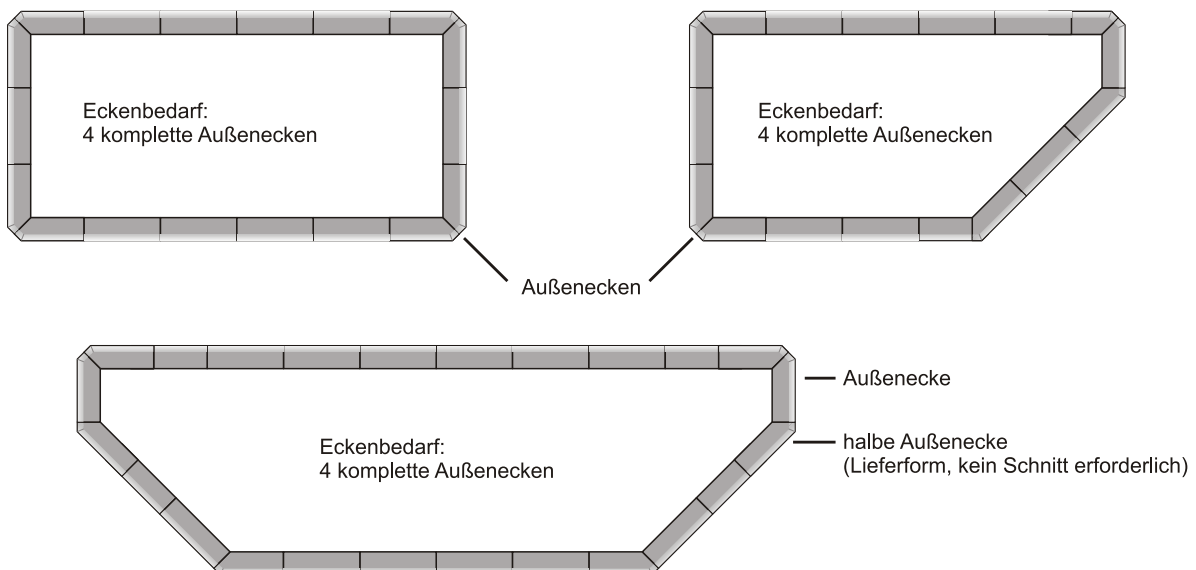 Eckenbedarf:
4 komplette Außenecken
Eckenbedarf:
4 komplette Außenecken
Außenecken
Außenecke
halbe Außenecke
(Lieferform, kein Schnitt erforderlich)
Eckenbedarf:
4 komplette Außenecken